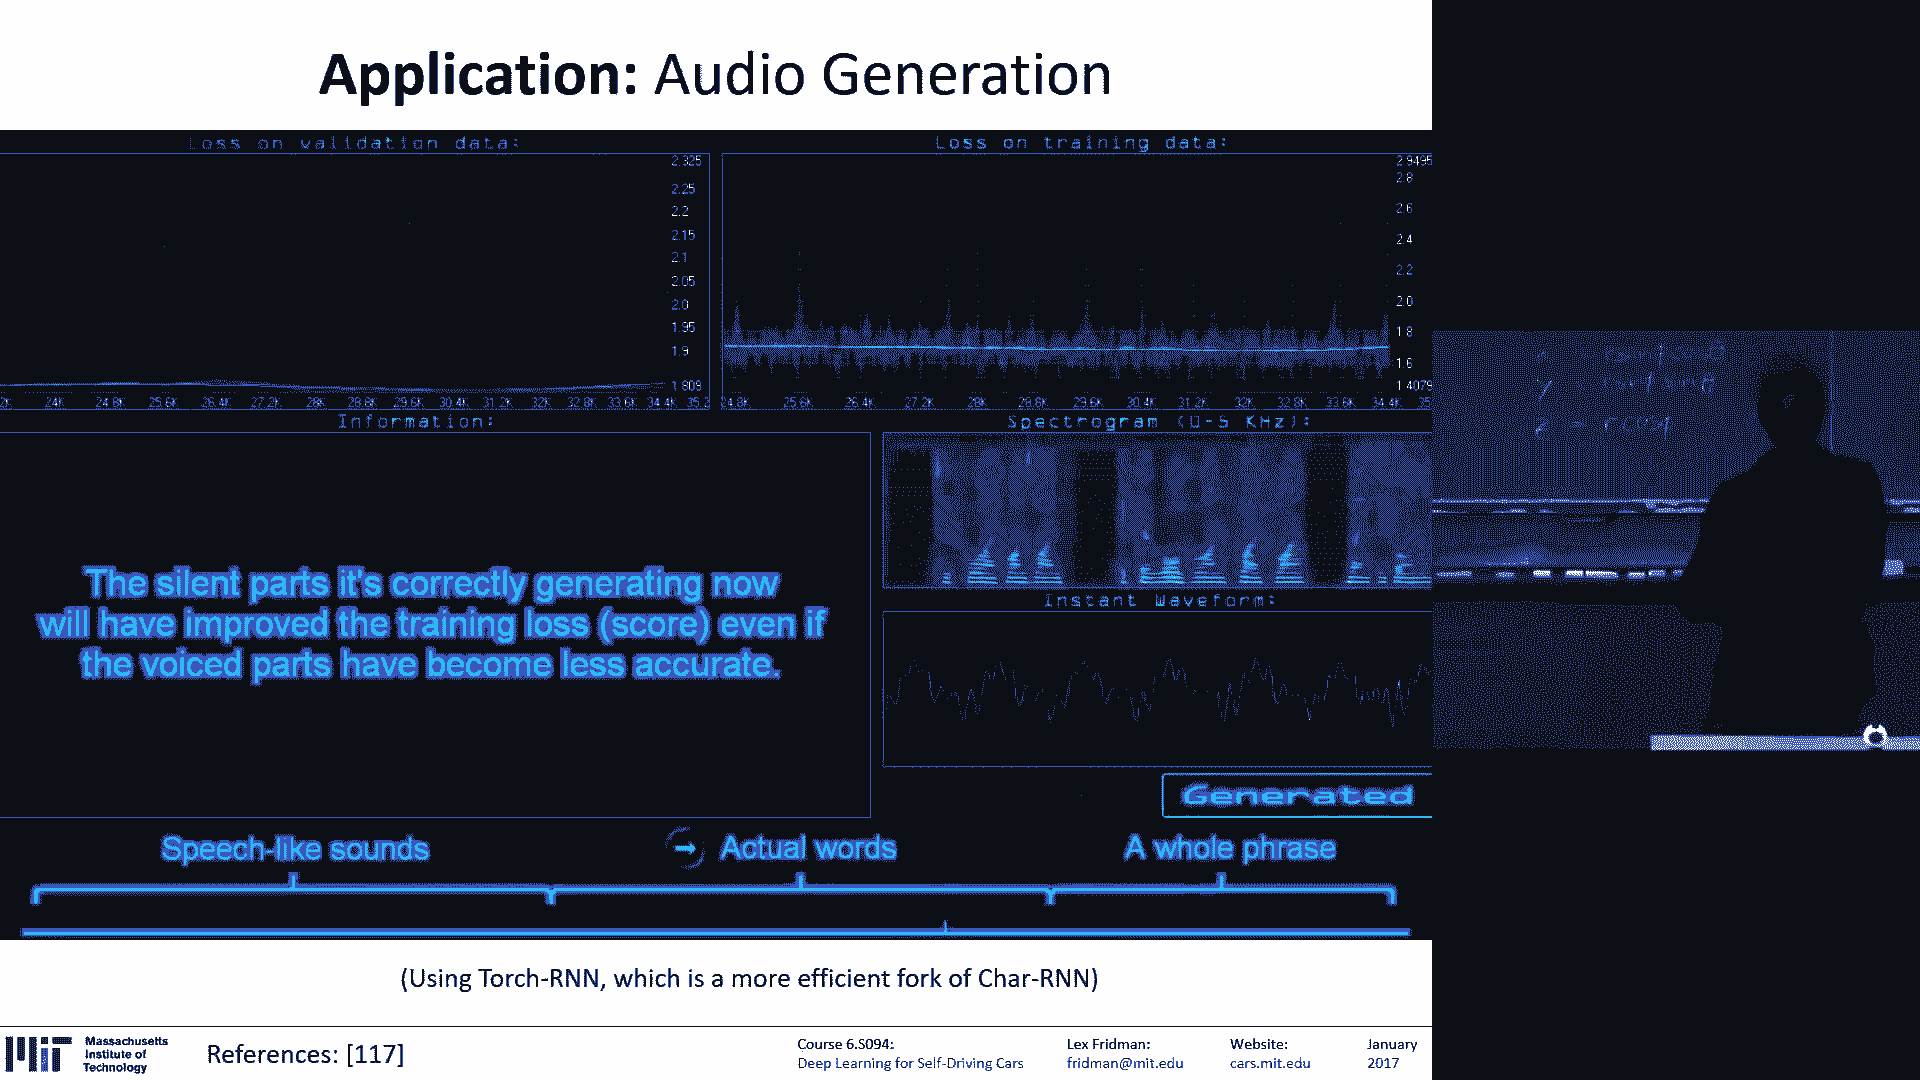 Application: Audio Generation
Loss on validation data:
2.325
2.25
2.2
2.15
2.1
2.05
2.0
1.95
1.9
1.809
24K 24.8K 25.6K 26.4K 27.2K 28K 28.8K 29.6K 30.4K 31.2K 32K 32.8K 33.6K 34.4K 35.2
Loss on training data:
2.9495
2.8
2.6
2.4
2.2
2.0
1.8
1.6
1.4079
24.8K 25.6K 26.4K 27.2K 28K 28.8K 29.6K 30.4K 31.2K 32K 32.8K 33.6K 34.4K 35
Information:
The silent parts it's correctly generating now
will have improved the training loss (score) even if
the voiced parts have become less accurate.
Spectrogram (0-5 KHz):
Instant Waveform:
Generated
Speech-like sounds
Actual words
A whole phrase
(Using Torch-RNN, which is a more efficient fork of Char-RNN)
Massachusetts
Institute of
Technology
References: [117]
Course 6.S094:
Deep Learning for Self-Driving Cars
Lex Fridman:
fridman@mit.edu
Website:
cars.mit.edu
January
2017